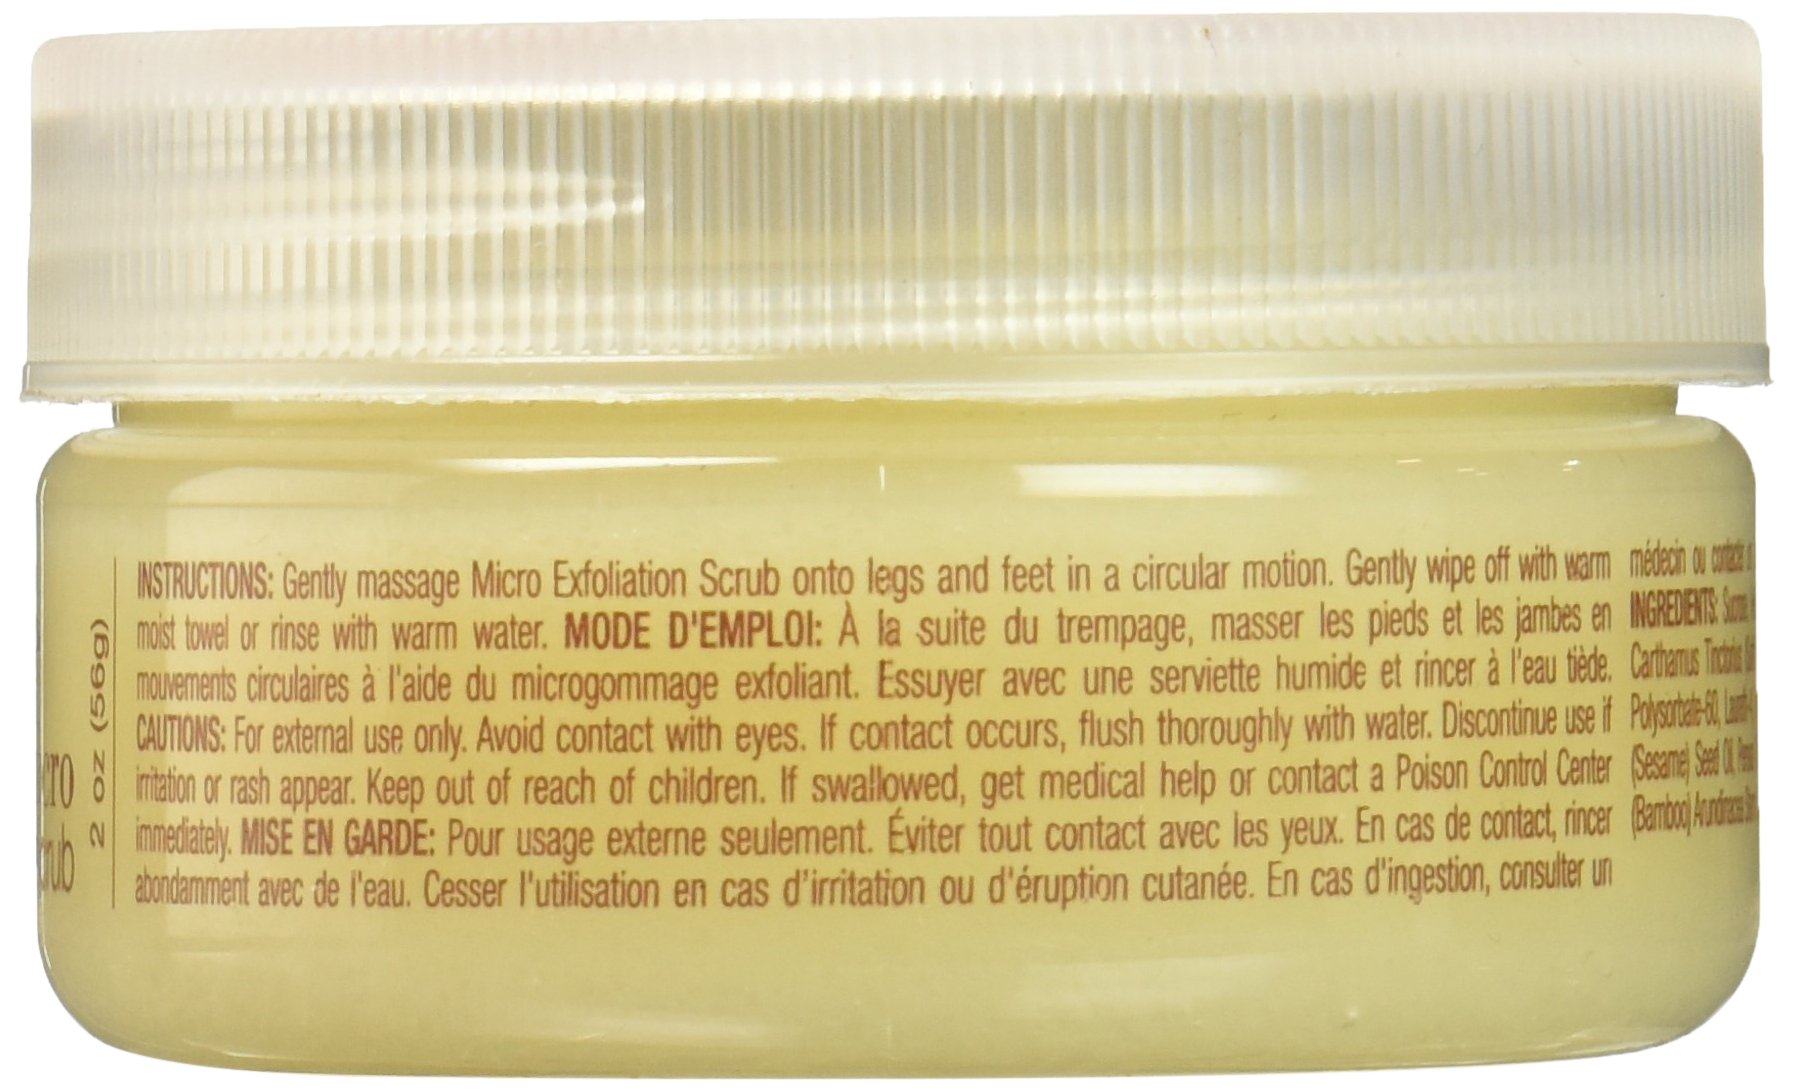 INSTRUCTIONS: Gently massage Micro Exfoliation Scrub onto legs and feet in a circular motion. Gently wipe off with warm
moist towel or rinse with warm water. MODE D'EMPLOI: À la suite du trempage, masser les pieds et les jambes en
mouvements circulaires à l'aide du microgommage exfoliant. Essuyer avec une serviette humide et rincer à l'eau tiède.
CAUTIONS: For external use only. Avoid contact with eyes. If contact occurs, flush thoroughly with water. Discontinue use if
irritation or rash appear. Keep out of reach of children. If swallowed, get medical help or contact a Poison Control Center
immediately. MISE EN GARDE: Pour usage externe seulement. Éviter tout contact avec les yeux. En cas de contact, rincer
abondamment avec de l'eau. Cesser l'utilisation en cas d'irritation ou d'éruption cutanée. En cas d'ingestion, consulter un
médecin ou contacter
INGREDIENTS: Sucrose,
Carthamus Tinctorius
Polysorbate-60,
(Sesame) Seed Oil,
(Bamboo) Arundinacea
cro
crub
2 oz (56g)